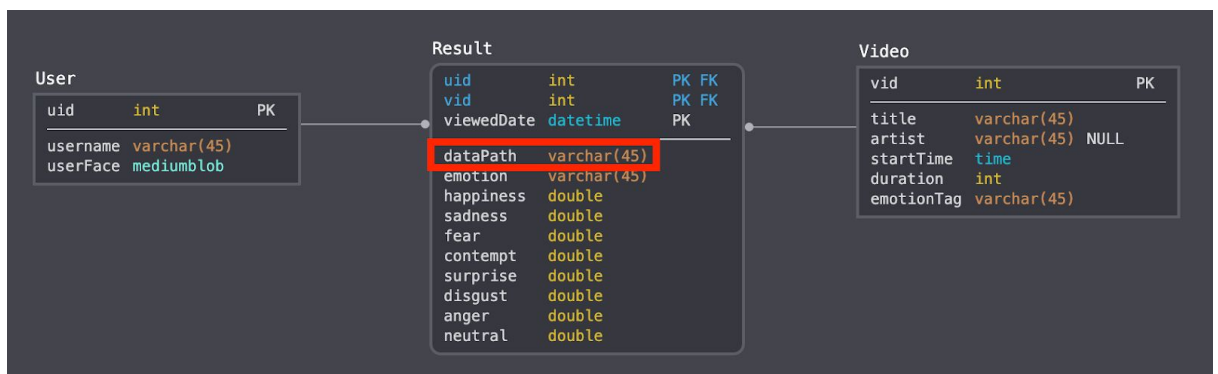 User
uid int PK
username varchar(45)
userFace mediumblob
Result
uid int PK FK
vid int PK FK
viewedDate datetime PK
dataPath varchar(45)
emotion varchar(45)
happiness double
sadness double
fear double
contempt double
surprise double
disgust double
anger double
neutral double
Video
vid int PK
title varchar(45)
artist varchar(45) NULL
startTime time
duration int
emotionTag varchar(45)